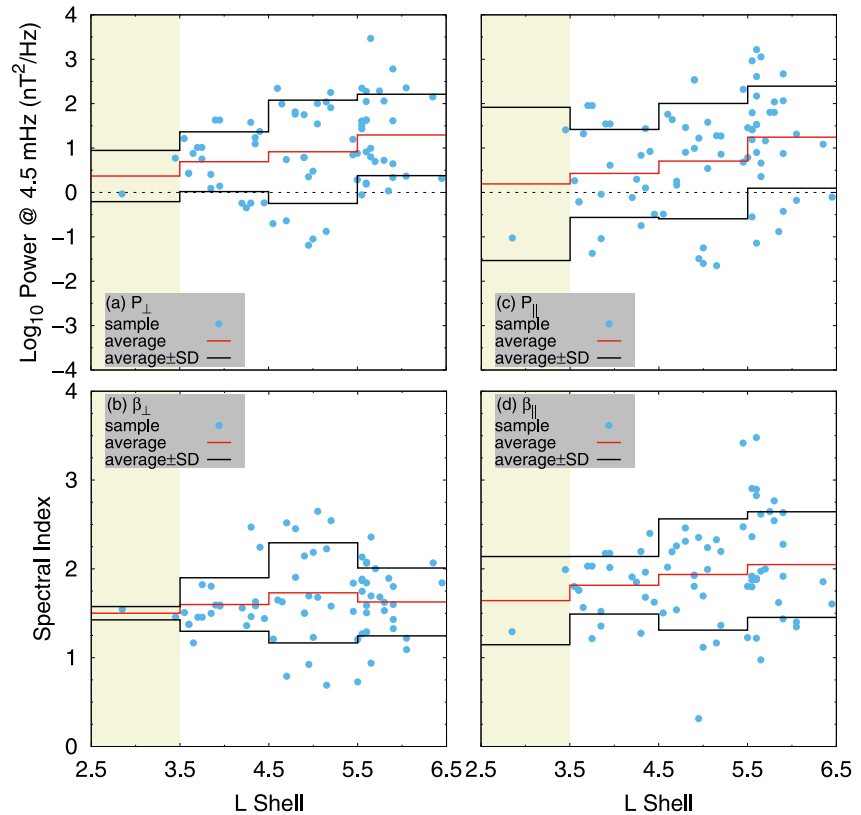 Log10 Power @ 4.5 mHz (nT²/Hz)
4
3
2
1
0
−1
−2
−3
−4
(a) P⊥
sample
average
average±SD
(c) P||
sample
average
average±SD
Spectral Index
4
3
2
1
0
(b) β⊥
sample
average
average±SD
(d) β||
sample
average
average±SD
2.5 3.5 4.5 5.5 6.5 2.5 3.5 4.5 5.5 6.5
L Shell L Shell